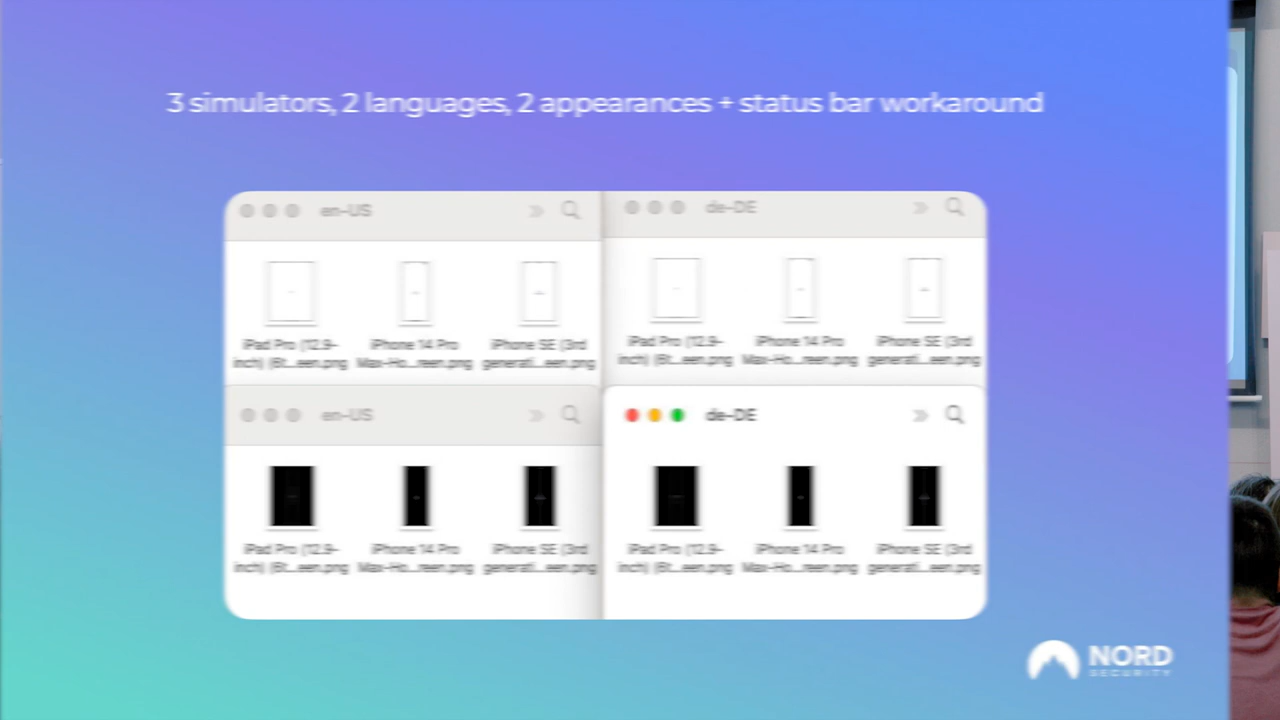 3 simulators, 2 languages, 2 appearances + status bar workaround
en-US
de-DE
iPad Pro (12.9-
inch) (6t...een.png
iPhone 14 Pro
Max-Ho...reen.png
iPhone SE (3rd
generati...een.png
iPad Pro (12.9-
inch) (6t...een.png
iPhone 14 Pro
Max-Ho...reen.png
iPhone SE (3rd
generati...een.png
en-US
de-DE
iPad Pro (12.9-
inch) (6t...een.png
iPhone 14 Pro
Max-Ho...reen.png
iPhone SE (3rd
generati...een.png
iPad Pro (12.9-
inch) (6t...een.png
iPhone 14 Pro
Max-Ho...reen.png
iPhone SE (3rd
generati...een.png
NORD
SECURITY